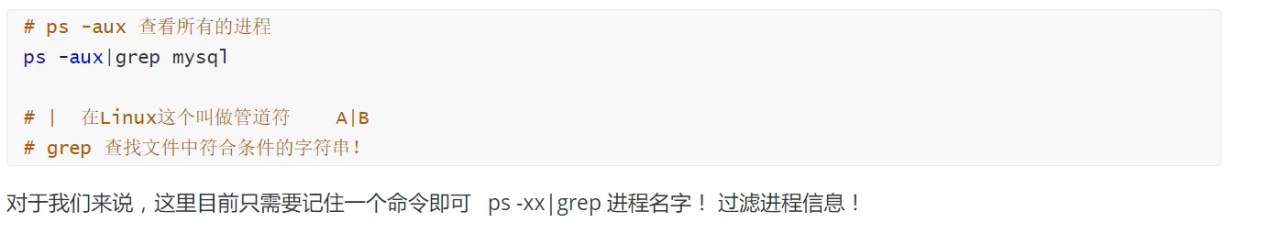 # ps -aux 查看所有的进程
ps -aux|grep mysql
# |  在Linux这个叫做管道符    A|B
# grep 查找文件中符合条件的字符串！
对于我们来说，这里目前只需要记住一个命令即可  ps -xx|grep 进程名字！ 过滤进程信息！